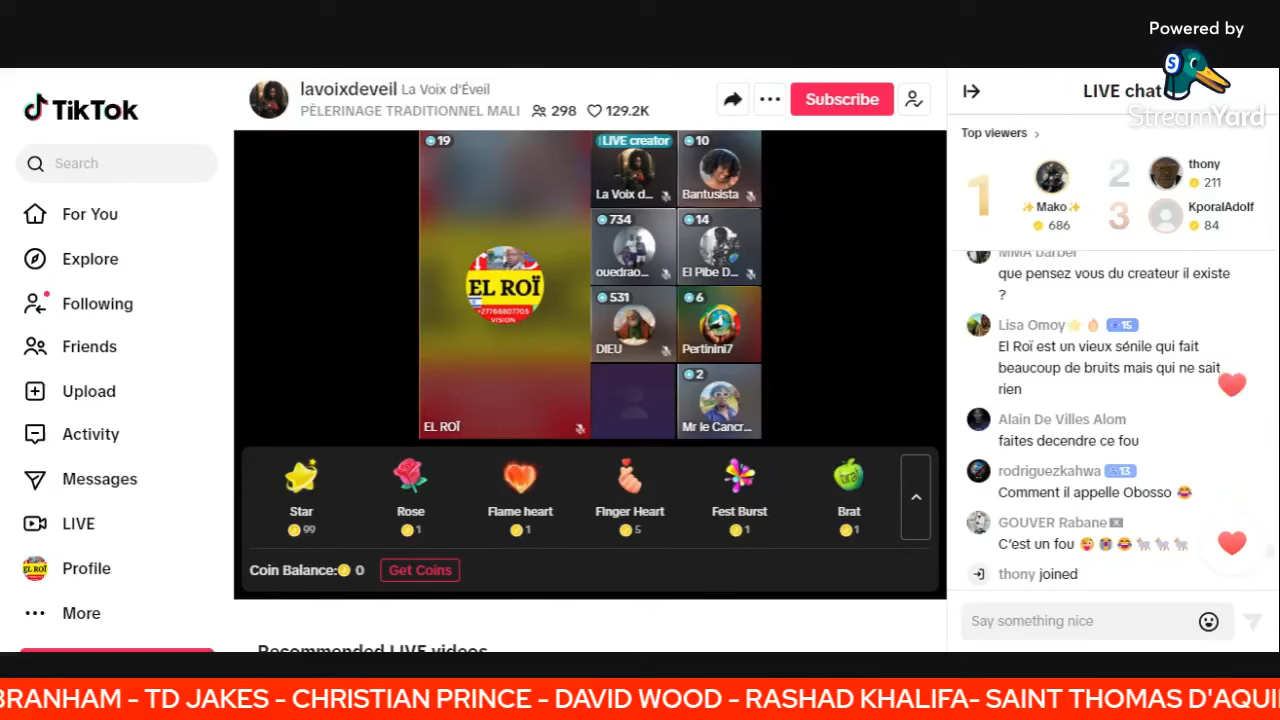 Powered by
StreamYard
TikTok
Search
For You
Explore
Following
Friends
Upload
Activity
Messages
LIVE
Profile
More
lavoixdeveil La Voix d'Éveil
PÈLERINAGE TRADITIONNEL MALI 298 129.2K
Subscribe
19
EL ROÏ
+27766807705
VISION
EL ROÏ
LIVE creator
La Voix d...
10
Bantusista
734
ouedrao...
14
El Pibe D...
531
DIEU
6
Pertinini7
2
Mr le Cancr...
Star
99
Rose
1
Flame heart
1
Finger Heart
5
Fest Burst
1
Brat
1
Coin Balance: 0 Get Coins
Recommended LIVE videos
LIVE chat
Top viewers
1
✨Mako✨
686
2
thony
211
3
KporalAdolf
84
MMA barber
que pensez vous du createur il existe
?
Lisa Omoy⭐ 15
El Roï est un vieux sénile qui fait
beaucoup de bruits mais qui ne sait
rien
Alain De Villes Alom
faites decendre ce fou
rodriguezkahwa 13
Comment il appelle Obosso 😂
GOUVER Rabane
C'est un fou
thony joined
Say something nice
BRANHAM - TD JAKES - CHRISTIAN PRINCE - DAVID WOOD - RASHAD KHALIFA- SAINT THOMAS D'AQUI